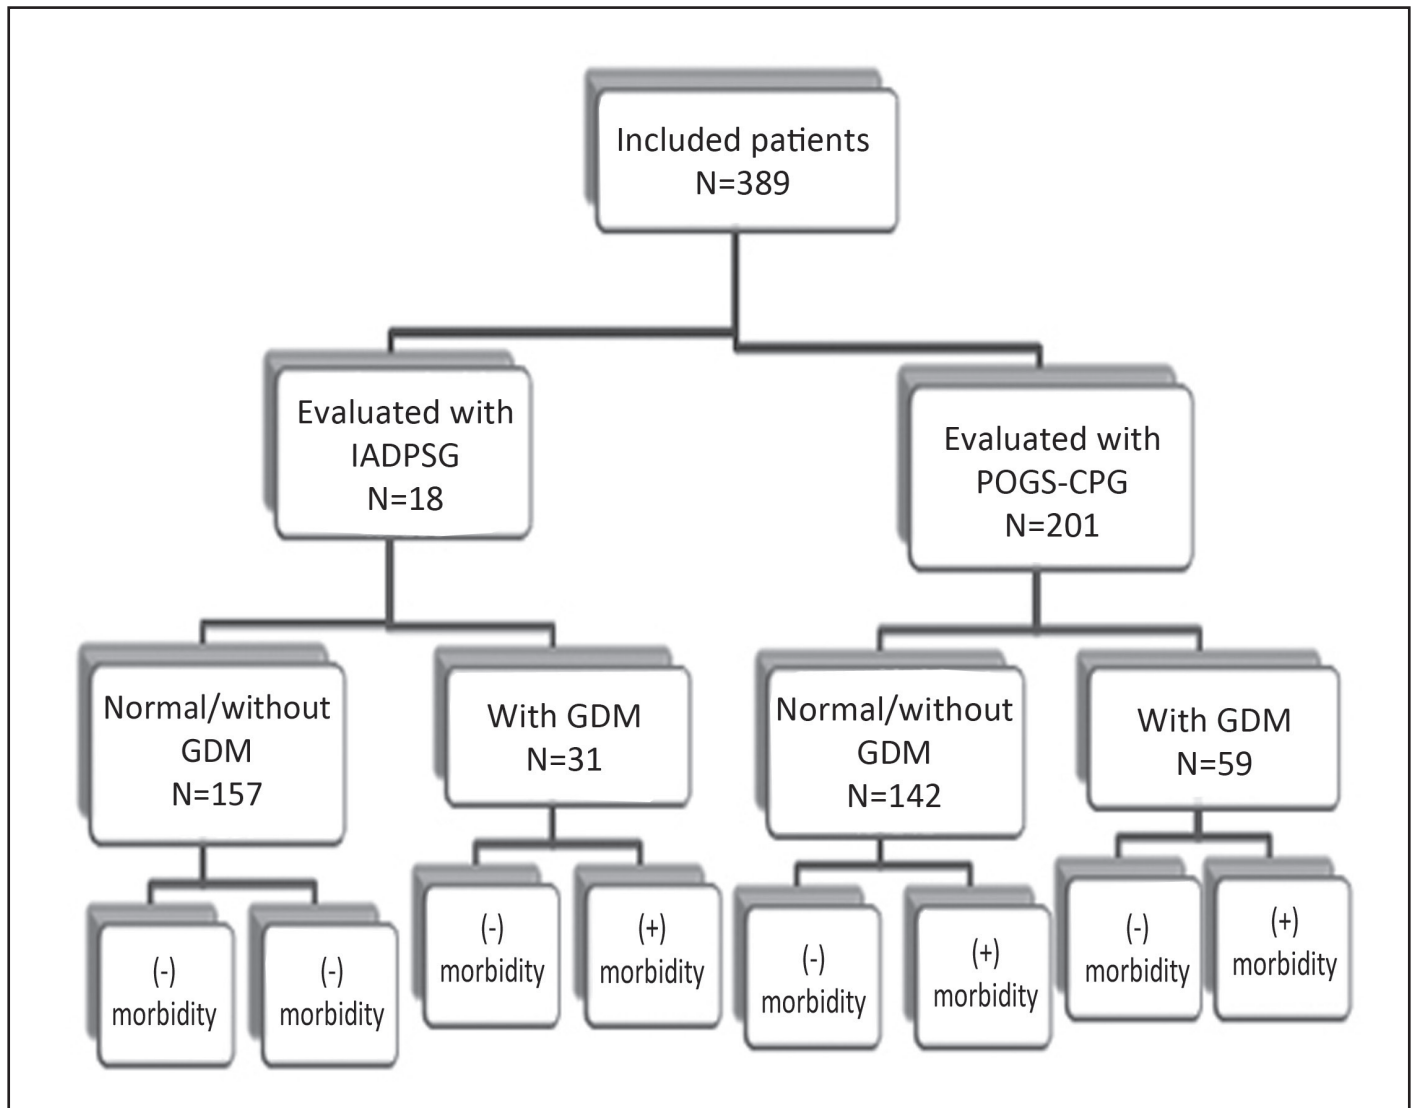 Included patients
N=389
Evaluated with
IADPSG
N=18
Evaluated with
POGS-CPG
N=201
Normal/without
GDM
N=157
With GDM
N=31
Normal/without
GDM
N=142
With GDM
N=59
(-)
morbidity
(-)
morbidity
(-)
morbidity
(+)
morbidity
(-)
morbidity
(+)
morbidity
(-)
morbidity
(+)
morbidity